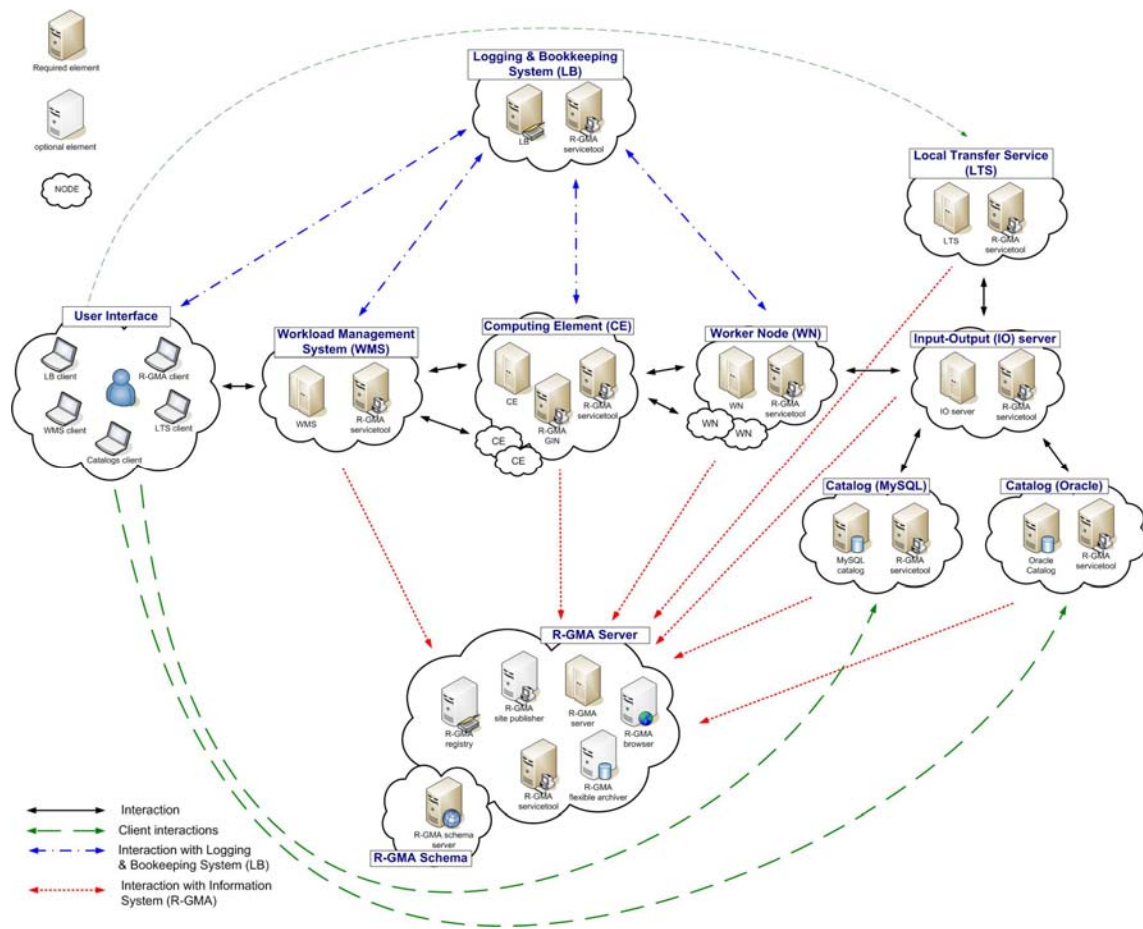 Required element
optional element
NODE
Logging & Bookkeeping
System (LB)
LB
R-GMA
servicetool
Local Transfer Service
(LTS)
LTS
R-GMA
servicetool
User Interface
LB client
R-GMA client
WMS client
LTS client
Catalogs client
Workload Management
System (WMS)
WMS
R-GMA
servicetool
Computing Element (CE)
CE
R-GMA
GIN
R-GMA
servicetool
CE
CE
Worker Node (WN)
WN
R-GMA
servicetool
WN
WN
Input-Output (IO) server
IO server
R-GMA
servicetool
Catalog (MySQL)
MySQL
catalog
R-GMA
servicetool
Catalog (Oracle)
Oracle
Catalog
R-GMA
servicetool
R-GMA Server
R-GMA
registry
R-GMA
site publisher
R-GMA
server
R-GMA
browser
R-GMA
servicetool
R-GMA
flexible archiver
R-GMA schema
server
R-GMA Schema
Interaction
Client interactions
Interaction with Logging
& Bookeeping System (LB)
Interaction with Information
System (R-GMA)